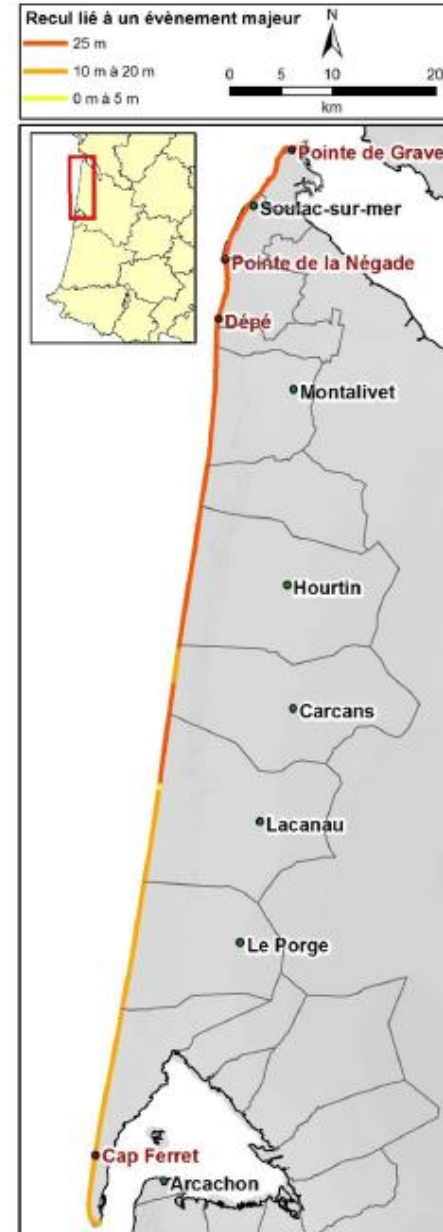 Recul lié à un évènement majeur
25 m
10 m à 20 m
0 m à 5 m
N
0 5 10 20
km
Pointe de Grave
Soulac-sur-mer
Pointe de la Négade
Dépé
Montalivet
Hourtin
Carcans
Lacanau
Le Porge
Cap Ferret
Arcachon